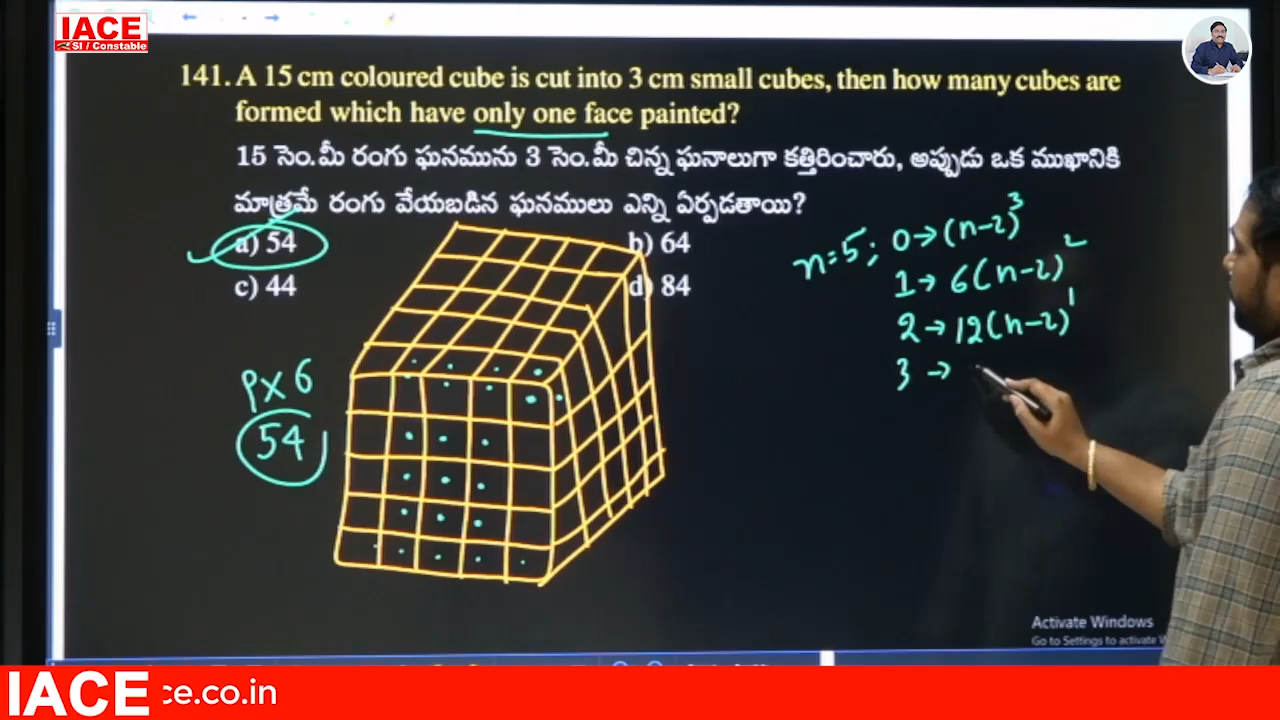 IACE
SI / Constable
141. A 15 cm coloured cube is cut into 3 cm small cubes, then how many cubes are
formed which have only one face painted?
15 సెం.మీ రంగు ఘనమును 3 సెం.మీ చిన్న ఘనాలుగా కత్తిరించారు, అప్పుడు ఒక ముఖానికి
మాత్రమే రంగు వేయబడిన ఘనములు ఎన్ని ఏర్పడతాయి?
a) 54 b) 64
c) 44 d) 84
n=5; 0→(n-2)³
1→ 6(n-2)²
2→12(n-2)¹
3→
9×6
54
Activate Windows
Go to Settings to activate W
IACE ce.co.in